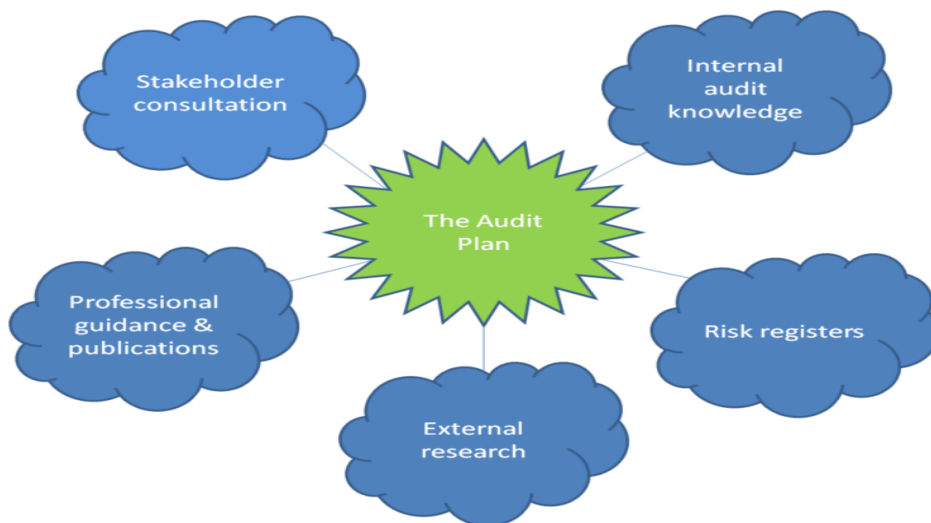 Stakeholder
consultation
Internal
audit
knowledge
The Audit
Plan
Professional
guidance &
publications
Risk registers
External
research